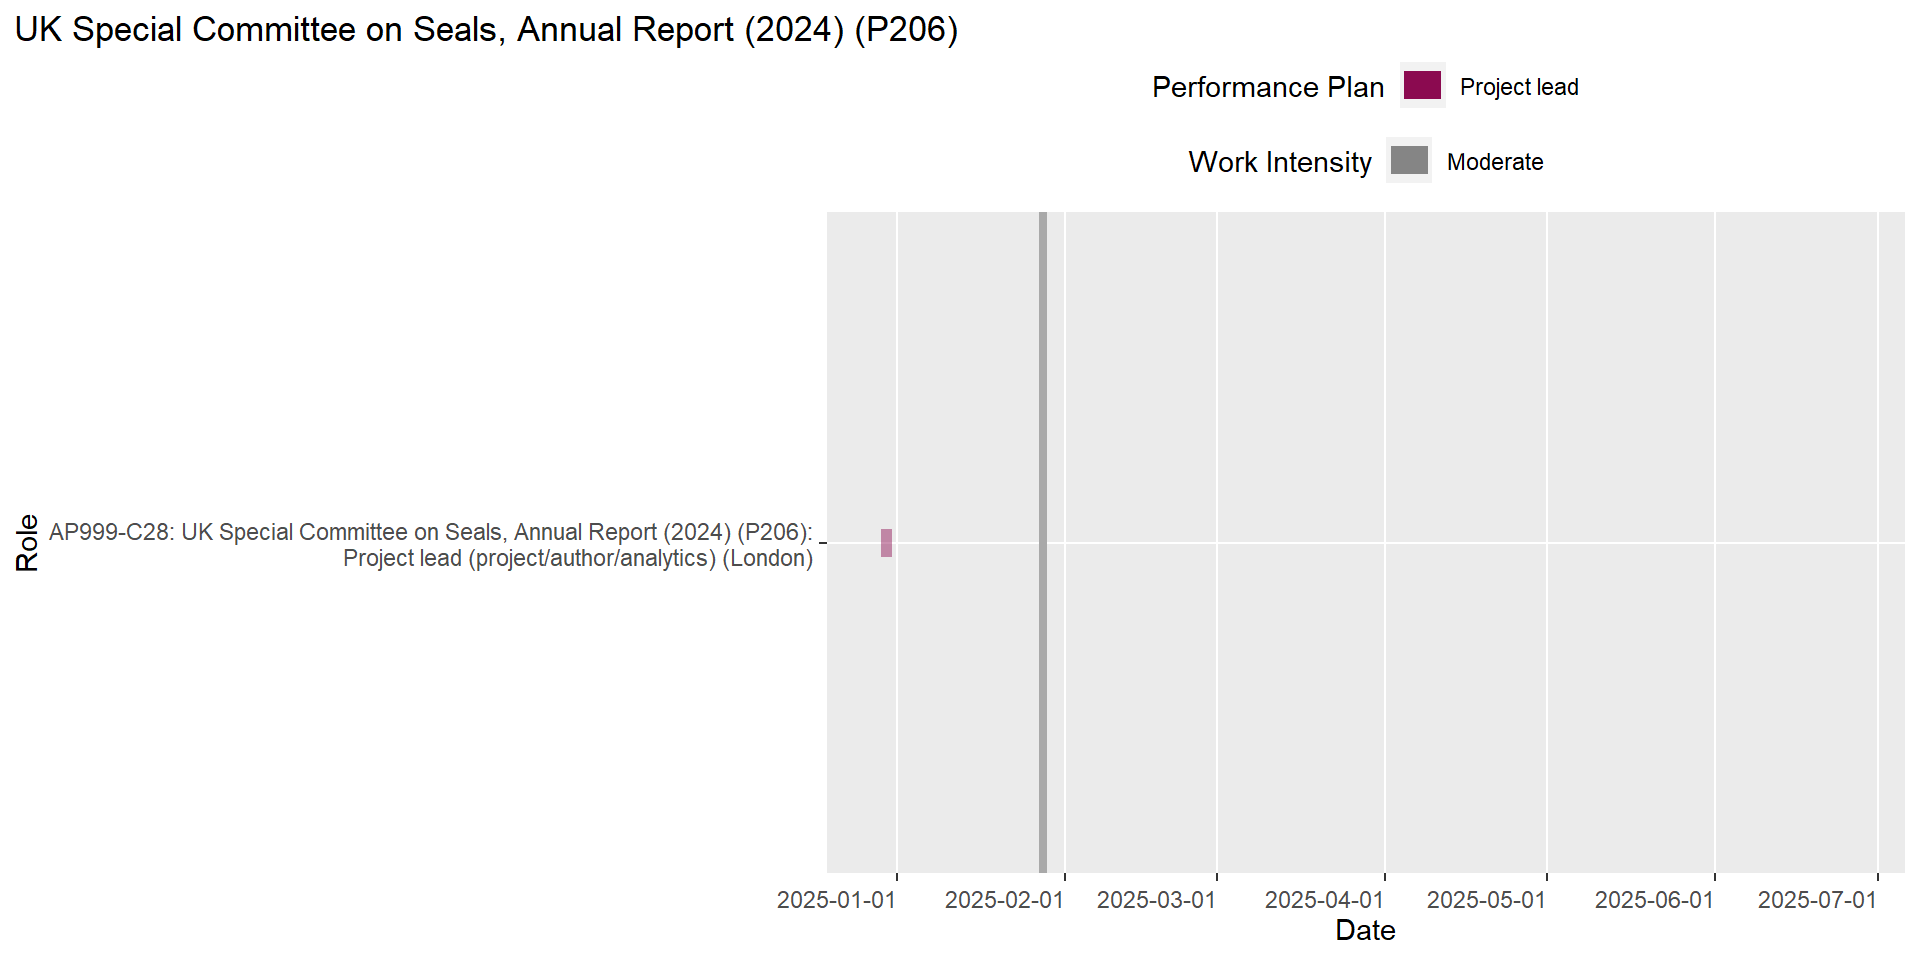 UK Special Committee on Seals, Annual Report (2024) (P206)
Performance Plan
Project lead
Work Intensity
Moderate
Role
AP999-C28: UK Special Committee on Seals, Annual Report (2024) (P206):
Project lead (project/author/analytics) (London)
2025-01-01
2025-02-01
2025-03-01
2025-04-01
2025-05-01
2025-06-01
2025-07-01
Date